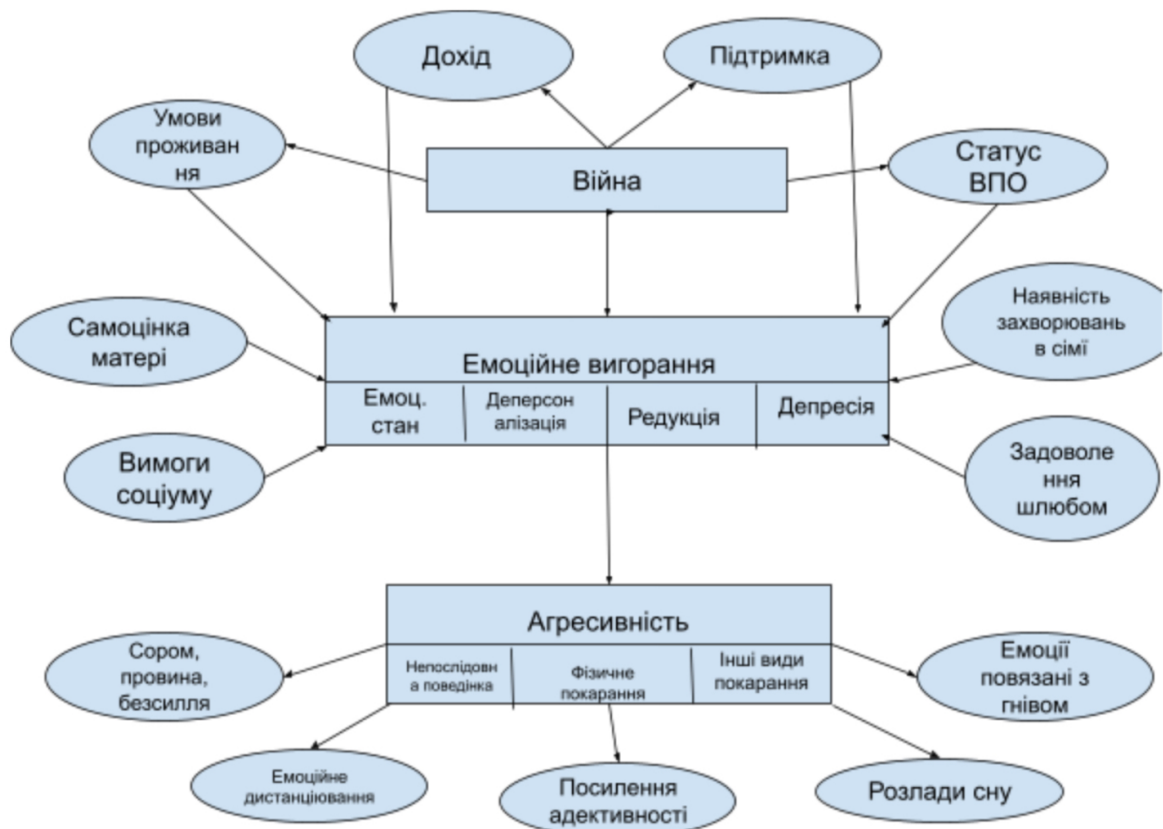 Дохід
Підтримка
Умови
проживан
ня
Війна
Статус
ВПО
Самоцінка
матері
Наявність
захворювань
в сімї
Емоційне вигорання
Емоц.
стан
Деперсон
алізація
Редукція
Депресія
Вимоги
соціуму
Задоволе
ння
шлюбом
Агресивність
Непослідовн
а поведінка
Фізичне
покарання
Інші види
покарання
Сором,
провина,
безсилля
Емоції
повязані з
гнівом
Емоційне
дистанціювання
Посилення
адективності
Розлади сну